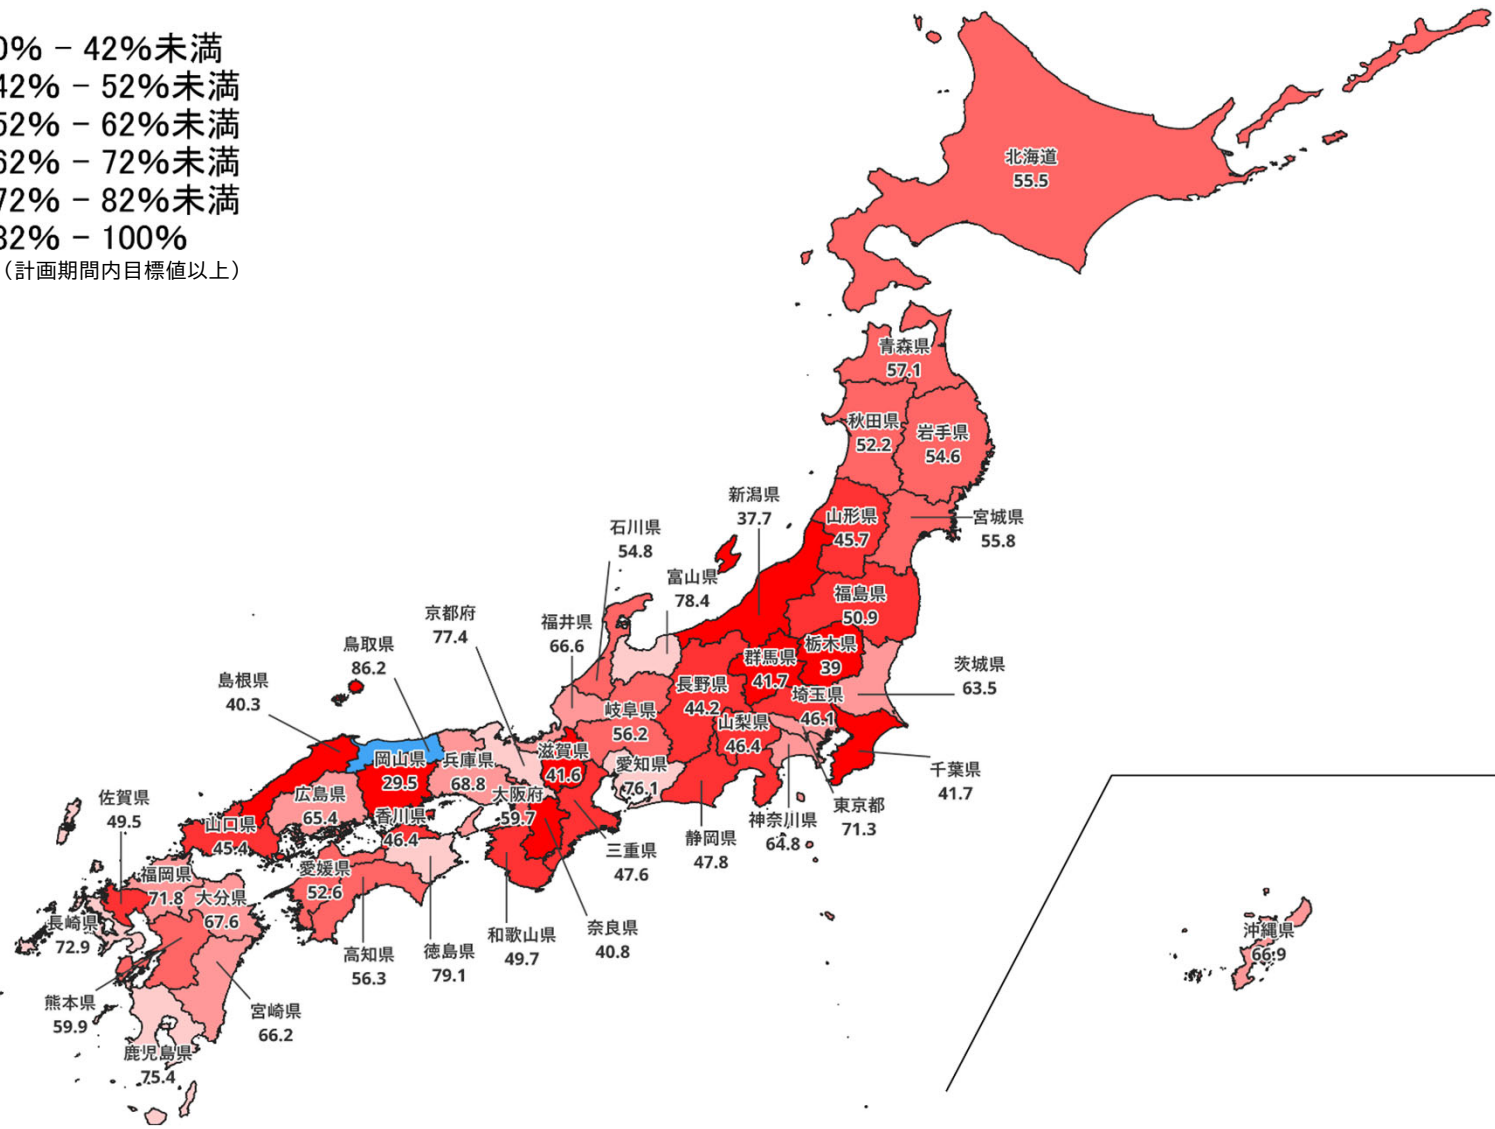 0% − 42%未満
42% − 52%未満
52% − 62%未満
62% − 72%未満
72% − 82%未満
82% − 100%
（計画期間内目標値以上）
北海道
55.5
青森県
57.1
秋田県
52.2
岩手県
54.6
山形県
45.7
宮城県
55.8
新潟県
37.7
石川県
54.8
富山県
78.4
福島県
50.9
京都府
77.4
福井県
66.6
鳥取県
86.2
栃木県
39
群馬県
41.7
茨城県
63.5
島根県
40.3
長野県
44.2
埼玉県
46.1
岐阜県
56.2
山梨県
46.4
滋賀県
41.6
岡山県
29.5
兵庫県
68.8
愛知県
76.1
千葉県
41.7
佐賀県
49.5
広島県
65.4
大阪府
59.7
東京都
71.3
山口県
45.4
香川県
46.4
神奈川県
64.8
静岡県
47.8
三重県
47.6
福岡県
71.8
愛媛県
52.6
大分県
67.6
長崎県
72.9
奈良県
40.8
和歌山県
49.7
沖縄県
66.9
高知県
56.3
徳島県
79.1
熊本県
59.9
宮崎県
66.2
鹿児島県
75.4